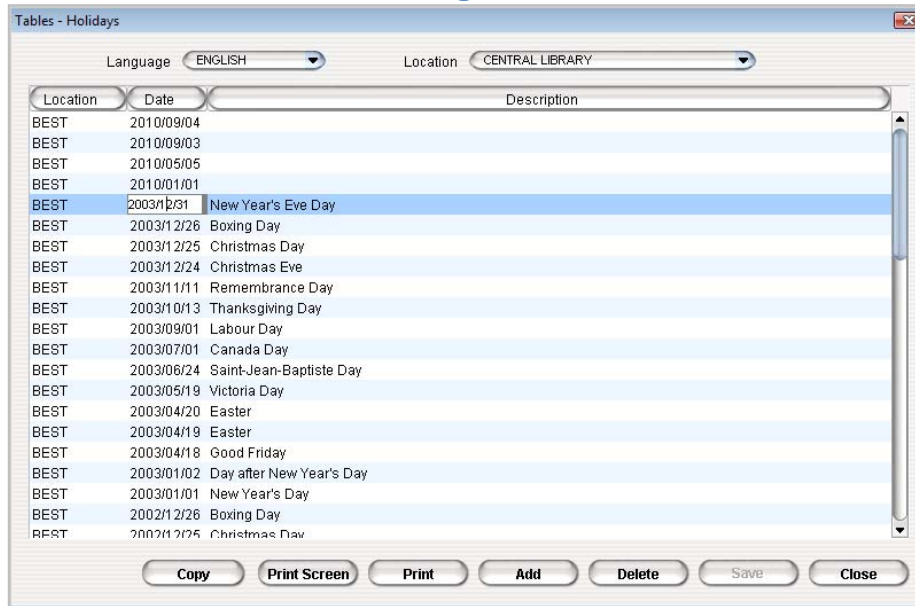 Tables - Holidays
Language ENGLISH Location CENTRAL LIBRARY
Location Date Description
BEST 2010/09/04
BEST 2010/09/03
BEST 2010/05/05
BEST 2010/01/01
BEST 2003/12/31 New Year's Eve Day
BEST 2003/12/26 Boxing Day
BEST 2003/12/25 Christmas Day
BEST 2003/12/24 Christmas Eve
BEST 2003/11/11 Remembrance Day
BEST 2003/10/13 Thanksgiving Day
BEST 2003/09/01 Labour Day
BEST 2003/07/01 Canada Day
BEST 2003/06/24 Saint-Jean-Baptiste Day
BEST 2003/05/19 Victoria Day
BEST 2003/04/20 Easter
BEST 2003/04/19 Easter
BEST 2003/04/18 Good Friday
BEST 2003/01/02 Day after New Year's Day
BEST 2003/01/01 New Year's Day
BEST 2002/12/26 Boxing Day
BEST 2002/12/25 Christmas Day
Copy Print Screen Print Add Delete Save Close